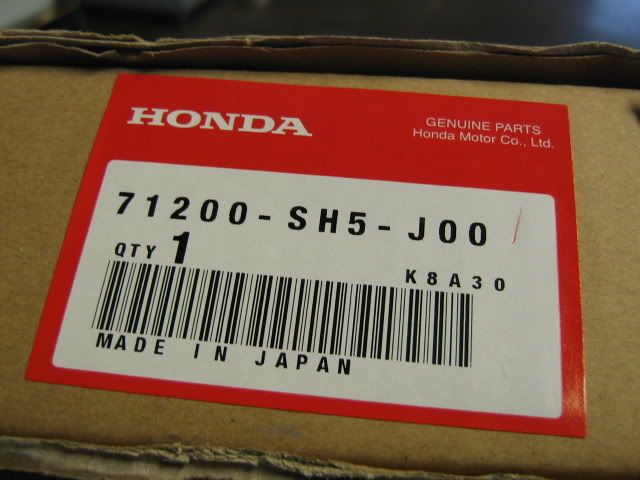 HONDA
GENUINE PARTS
Honda Motor Co., Ltd.
71200-SH5-J00
QTY 1
K8A30
MADE IN JAPAN